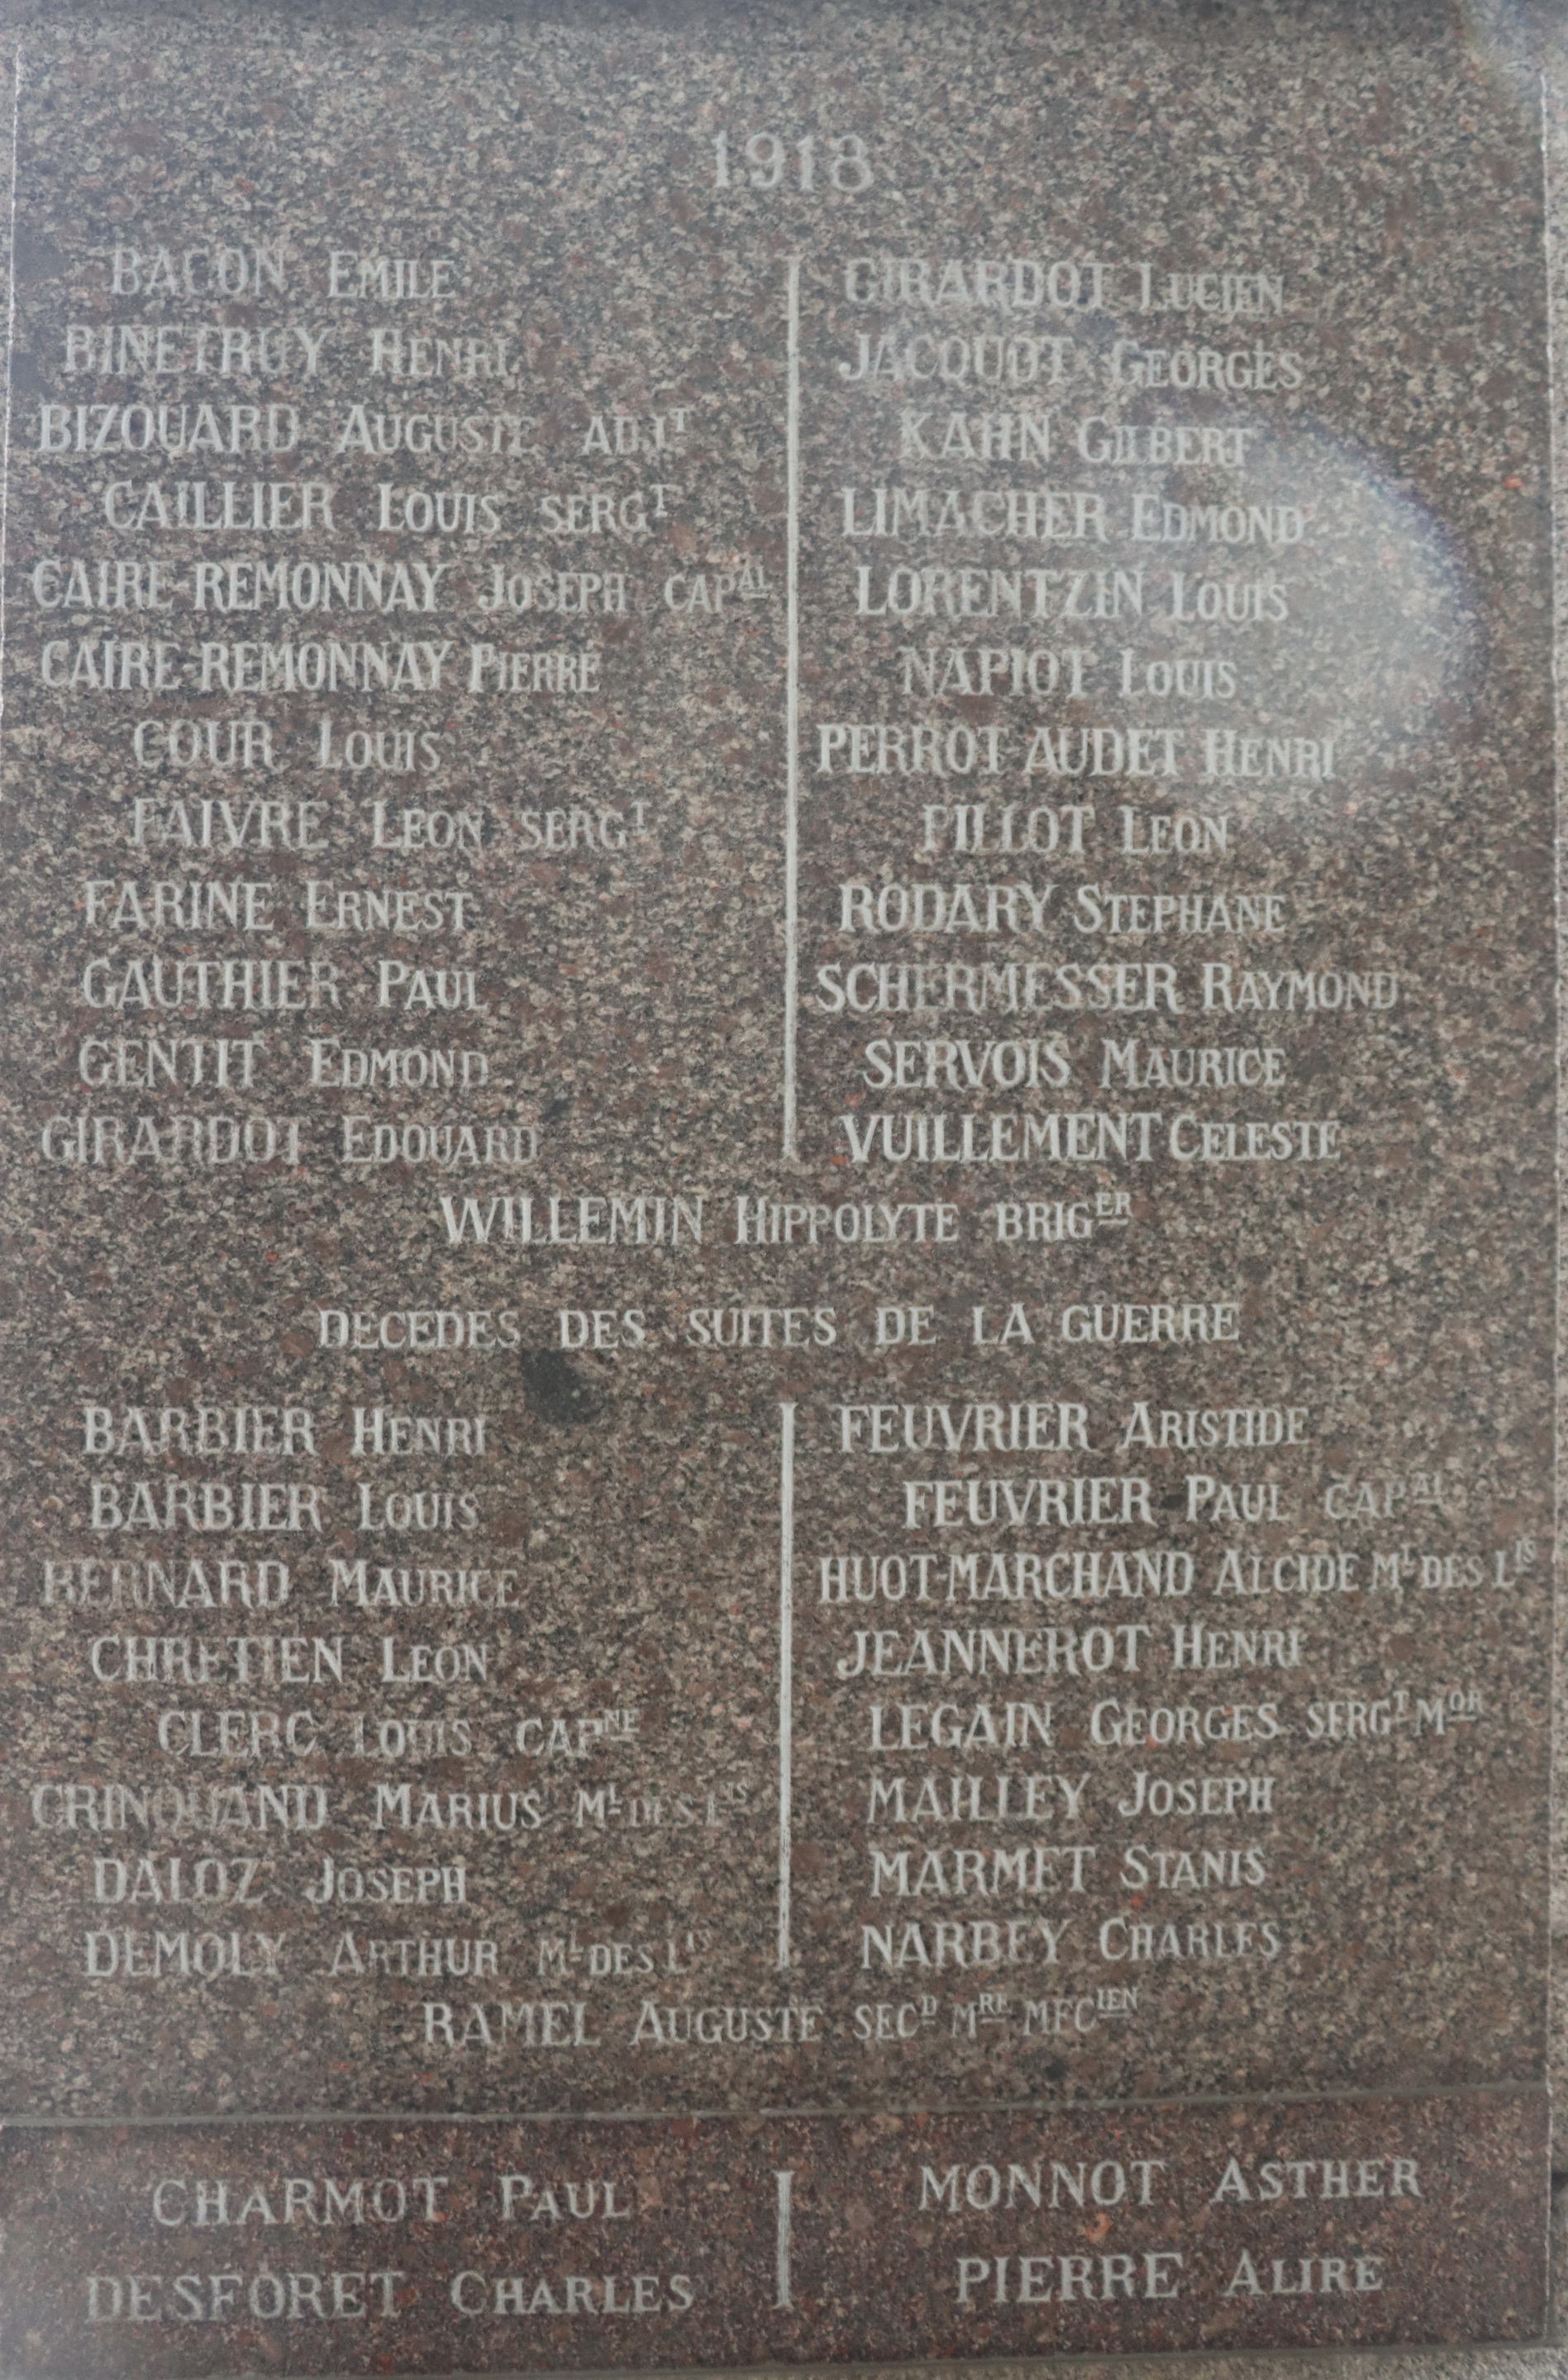 1918
BACON EMILE
BINETRUY HENRI
BIZOUARD AUGUSTE ADJT
CAILLIER LOUIS SERGT
CAIRE-REMONNAY JOSEPH CAPAL
CAIRE-REMONNAY PIERRE
COUR LOUIS
FAIVRE LEON SERGT
FARINE ERNEST
GAUTHIER PAUL
GENTIT EDMOND
GIRARDOT EDOUARD
GIRARDOT LUCIEN
JACQUOT GEORGES
KAHN GILBERT
LIMACHER EDMOND
LORENTZIN LOUIS
NAPIOT LOUIS
PERROT-AUDET HENRI
PILLOT LEON
RODARY STEPHANE
SCHERMESSER RAYMOND
SERVOIS MAURICE
VUILLEMENT CELESTE
WILLEMIN HIPPOLYTE BRIGER
DECEDES DES SUITES DE LA GUERRE
BARBIER HENRI
BARBIER LOUIS
BERNARD MAURICE
CHRETIEN LEON
CLERC LOUIS CAPNE
CRINQUAND MARIUS ML DES LIS
DALOZ JOSEPH
DEMOLY ARTHUR ML DES LIS
FEUVRIER ARISTIDE
FEUVRIER PAUL CAPAL
HUOT-MARCHAND ALCIDE ML DES LIS
JEANNEROT HENRI
LEGAIN GEORGES SERGT MOR
MAILLEY JOSEPH
MARMET STANIS
NARBEY CHARLES
RAMEL AUGUSTE SECD MRE MECIEN
CHARMOT PAUL
DESFORET CHARLES
MONNOT ASTHER
PIERRE ALIRE